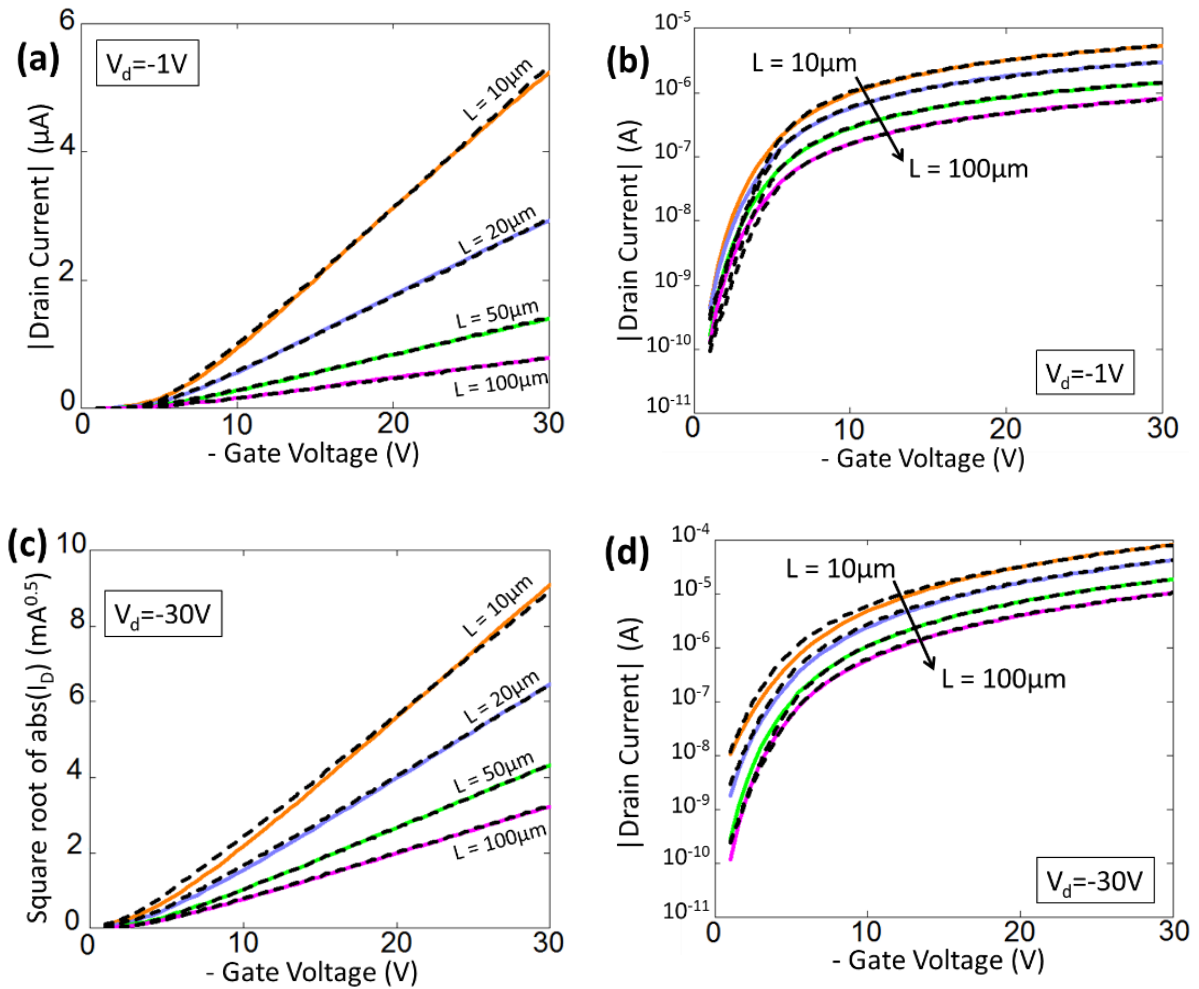 (a)
V_d=-1V
|Drain Current| (µA)
6
4
2
0
L = 10µm
L = 20µm
L = 50µm
L = 100µm
0 10 20 30
- Gate Voltage (V)
(b)
|Drain Current| (A)
10⁻⁵
10⁻⁶
10⁻⁷
10⁻⁸
10⁻⁹
10⁻¹⁰
10⁻¹¹
L = 10µm
L = 100µm
V_d=-1V
0 10 20 30
- Gate Voltage (V)
(c)
V_d=-30V
Square root of abs(I_D) (mA⁰·⁵)
10
8
6
4
2
0
L = 10µm
L = 20µm
L = 50µm
L = 100µm
0 10 20 30
- Gate Voltage (V)
(d)
|Drain Current| (A)
10⁻⁴
10⁻⁵
10⁻⁶
10⁻⁷
10⁻⁸
10⁻⁹
10⁻¹⁰
10⁻¹¹
L = 10µm
L = 100µm
V_d=-30V
0 10 20 30
- Gate Voltage (V)